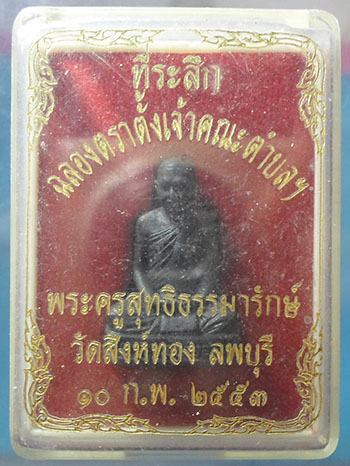 ที่ระลึก
ฉลองตราตั้งเจ้าคณะตำบลฯ
พระครูสุทธิธรรมารักษ์
วัดสิงห์ทอง ลพบุรี
๑๐ ก.พ. ๒๕๕๓